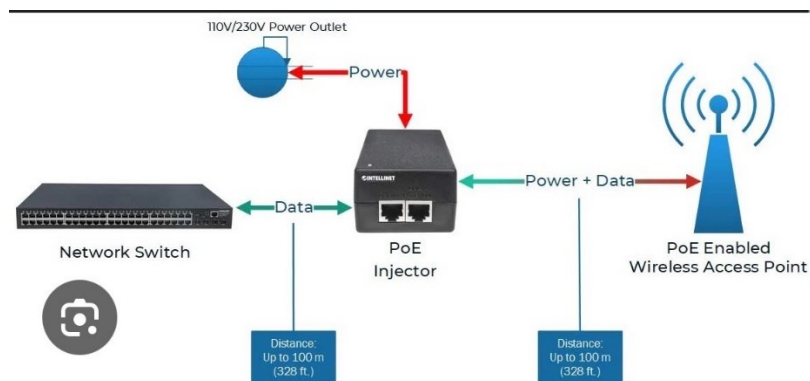 110V/230V Power Outlet
Power
INTELLINET
Data
Power + Data
Network Switch
PoE
Injector
PoE Enabled
Wireless Access Point
Distance:
Up to 100 m
(328 ft.)
Distance:
Up to 100 m
(328 ft.)